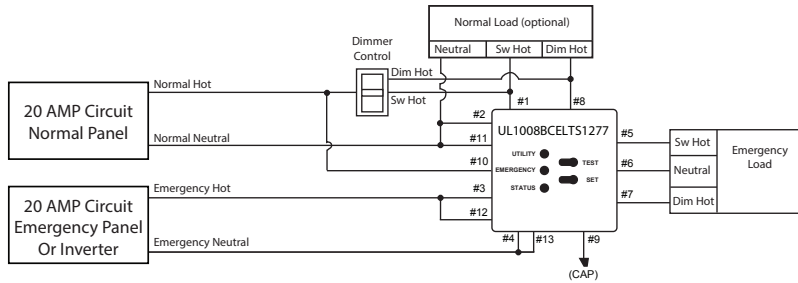 Normal Load (optional)
Neutral
Sw Hot
Dim Hot
Dimmer
Control
Dim Hot
Sw Hot
Normal Hot
20 AMP Circuit
Normal Panel
Normal Neutral
#1
#8
#2
#11
#10
UL1008BCELTS1277
UTILITY
EMERGENCY
STATUS
TEST
SET
#5
#6
#7
Sw Hot
Neutral
Dim Hot
Emergency
Load
Emergency Hot
20 AMP Circuit
Emergency Panel
Or Inverter
Emergency Neutral
#3
#12
#4
#13
#9
(CAP)